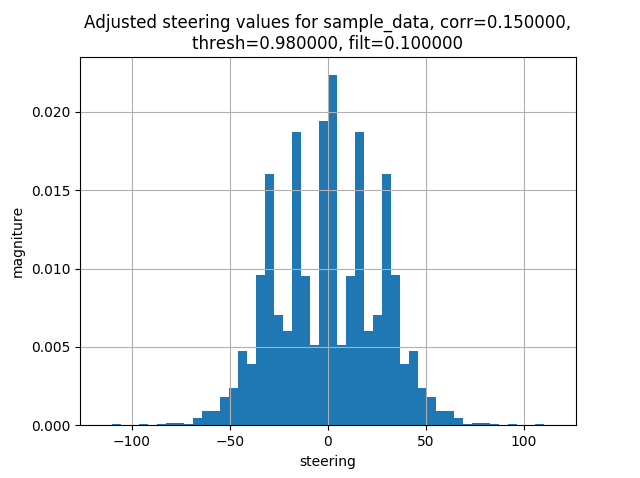 Adjusted steering values for sample_data, corr=0.150000,
thresh=0.980000, filt=0.100000
0.020
0.015
0.010
0.005
0.000
magniture
−100
−50
0
50
100
steering